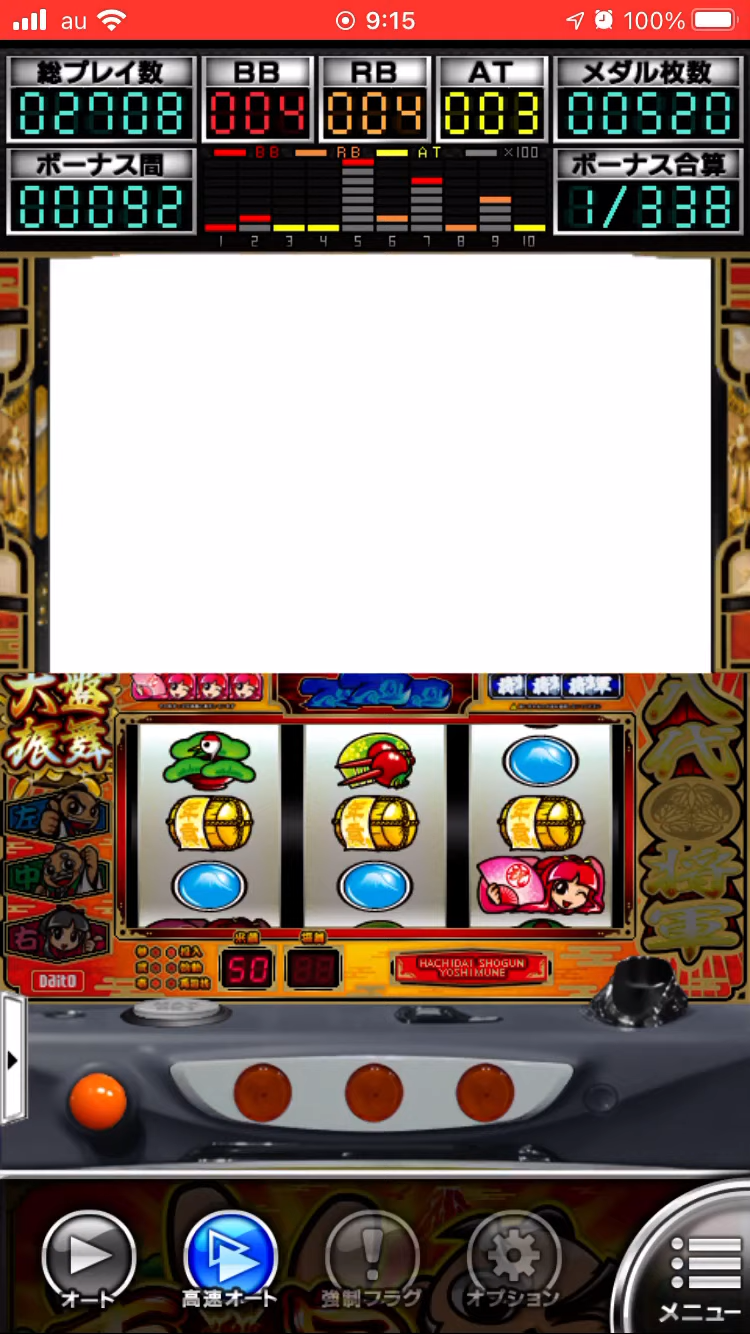 au 9:15 100%
総プレイ数 BB RB AT メダル枚数
02708 004 004 003 00520
ボーナス間 BB RB AT ×100 ボーナス合算
00092 1/338
1 2 3 4 5 6 7 8 9 10
大盤
振舞
八代
将軍
左
中
右
50
HACHIDAI SHOGUN
YOSHIMUNE
Daito
オート 高速オート 強制フラグ オプション メニュー